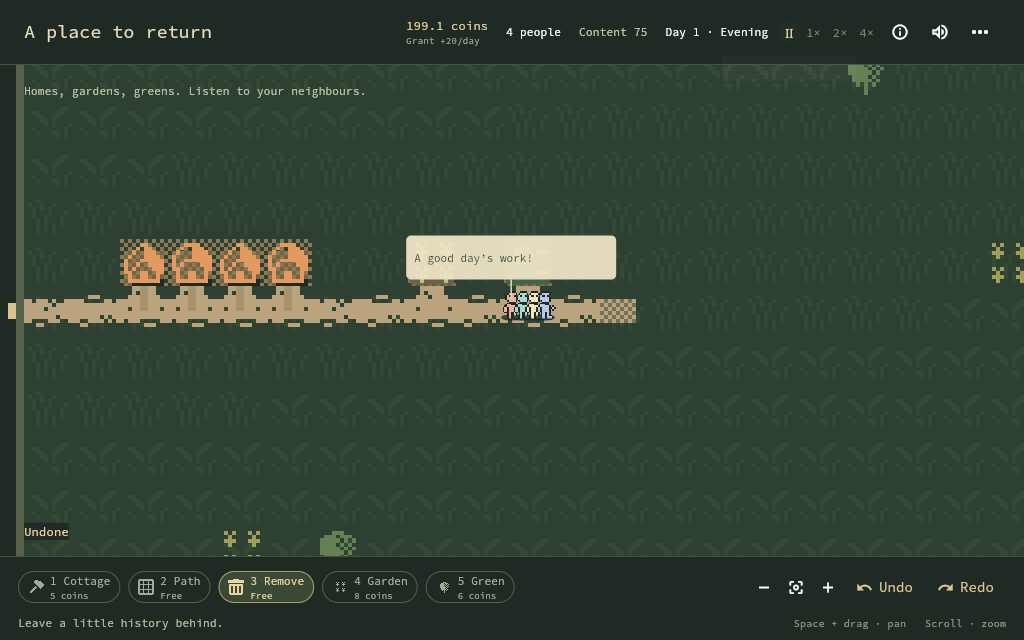 A place to return
199.1 coins
Grant +20/day
4 people
Content 75
Day 1 · Evening
1×
2×
4×
Homes, gardens, greens. Listen to your neighbours.
A good day's work!
Undone
1 Cottage
5 coins
2 Path
Free
3 Remove
Free
4 Garden
8 coins
5 Green
6 coins
Undo
Redo
Leave a little history behind.
Space + drag · pan
Scroll · zoom